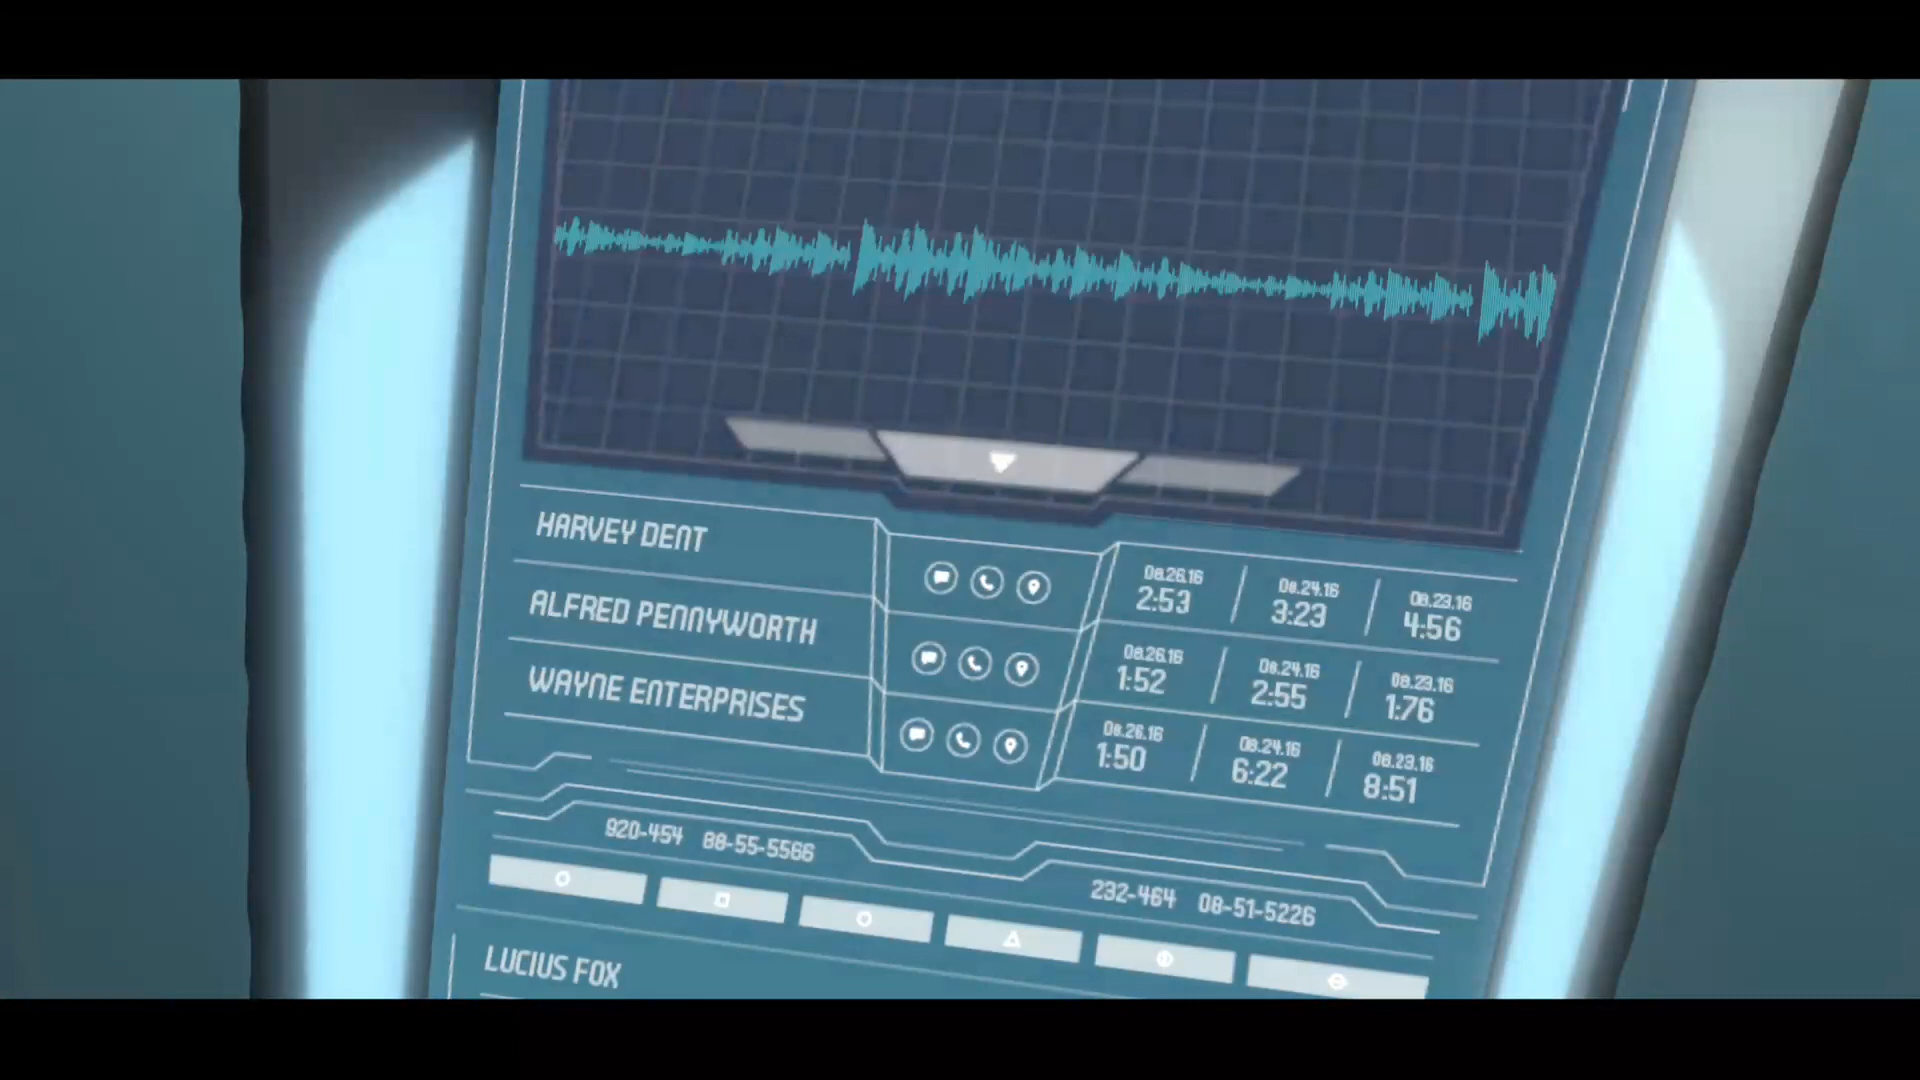 HARVEY DENT
08.26.16 08.24.16 08.23.16
2:53 3:23 4:56
ALFRED PENNYWORTH
08.26.16 08.24.16 08.23.16
1:52 2:55 1:76
WAYNE ENTERPRISES
08.26.16 08.24.16 08.23.16
1:50 6:22 8:51
920-454 88-55-5566
232-464 08-51-5226
LUCIUS FOX